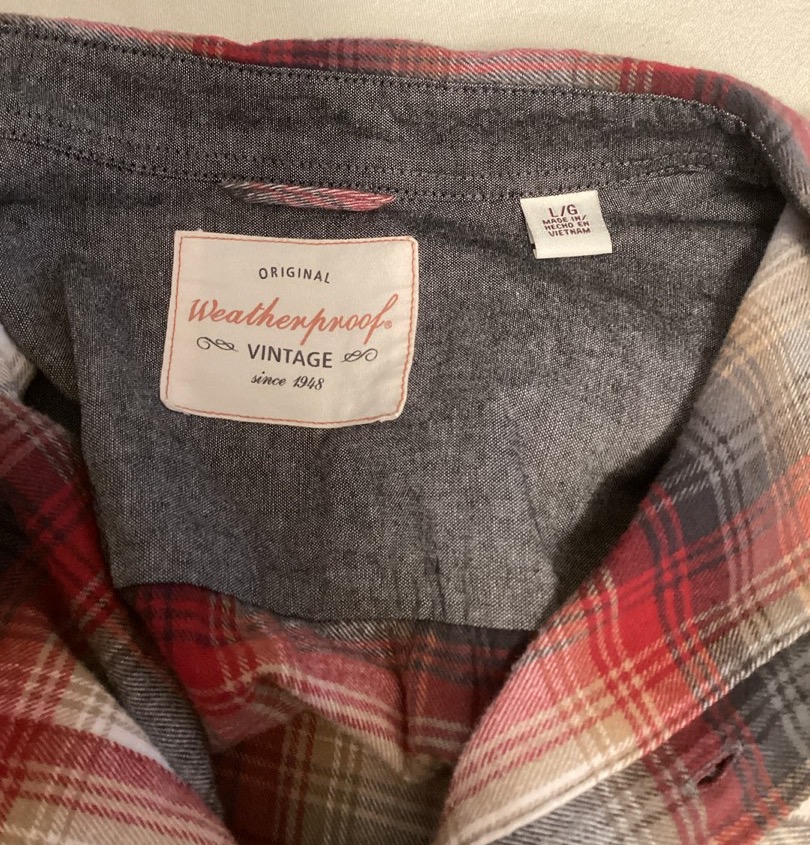 L/G
MADE IN/
HECHO EN
VIETNAM
ORIGINAL
Weatherproof®
VINTAGE
since 1948